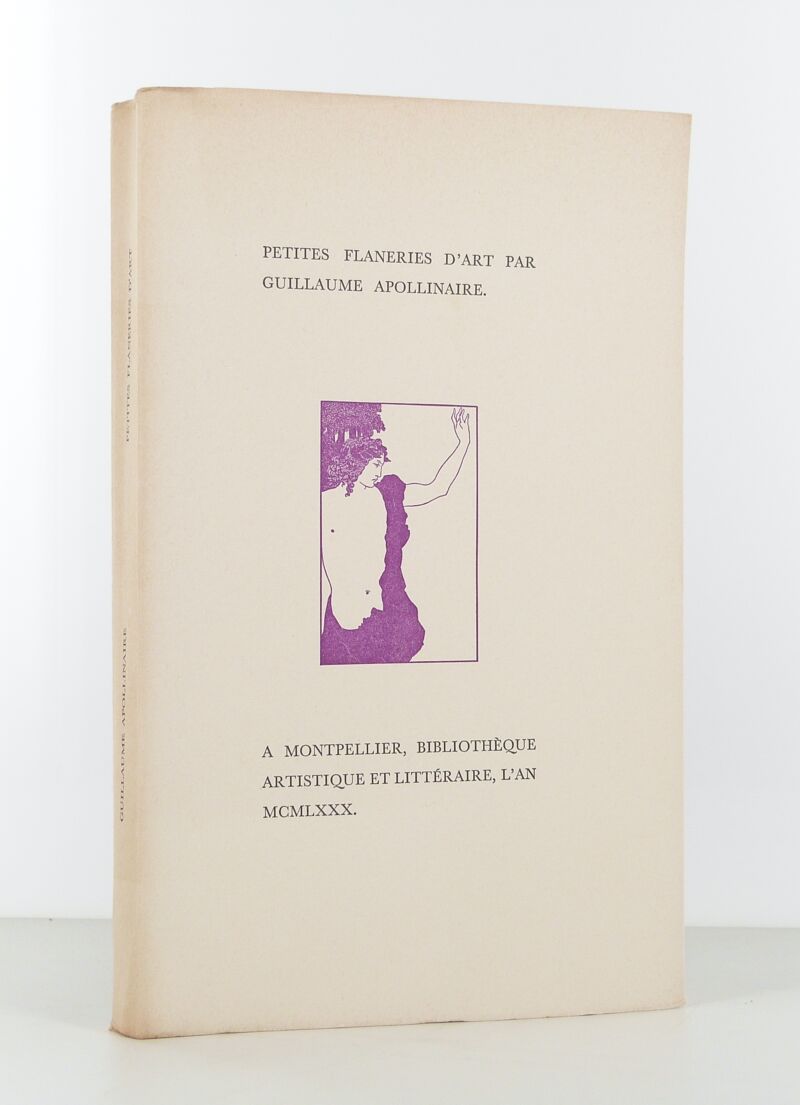 PETITES FLANERIES D'ART PAR
GUILLAUME APOLLINAIRE.
A MONTPELLIER, BIBLIOTHÈQUE
ARTISTIQUE ET LITTÉRAIRE, L'AN
MCMLXXX.
GUILLAUME APOLLINAIRE
PETITES FLANERIES D'ART